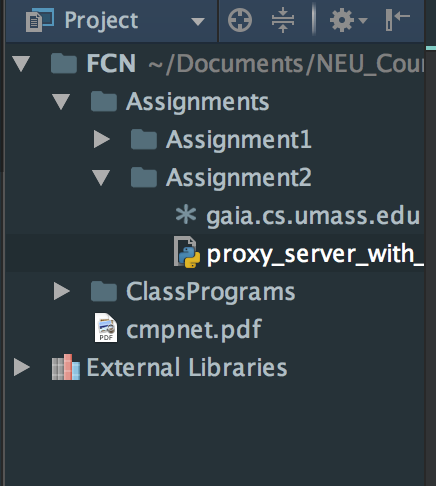 Project
FCN ~/Documents/NEU_Cour
Assignments
Assignment1
Assignment2
gaia.cs.umass.edu
proxy_server_with_
ClassPrograms
PDF
cmpnet.pdf
External Libraries